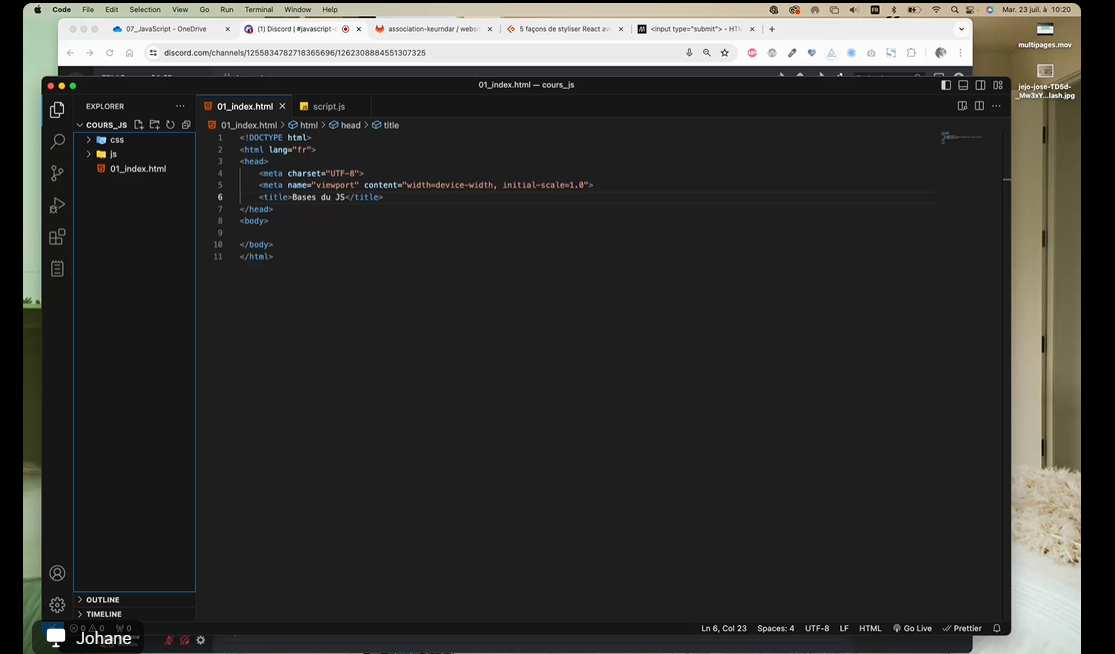 Code File Edit Selection View Go Run Terminal Window Help FR Mar. 23 juil. à 10:20
07_JavaScript - OneDrive
(1) Discord | #javascript-
association-keurndar / webs
5 façons de styliser React av
<input type="submit"> - HTM
discord.com/channels/1255834782718365696/1262308884551307325
multipages.mov
jejo-jose-TD5d-
_Mw3xY...lash.jpg
01_index.html — cours_js
EXPLORER
01_index.html
script.js
COURS_JS
css
js
01_index.html
01_index.html > html > head > title
1 <!DOCTYPE html>
2 <html lang="fr">
3 <head>
4 <meta charset="UTF-8">
5 <meta name="viewport" content="width=device-width, initial-scale=1.0">
6 <title>Bases du JS</title>
7 </head>
8 <body>
9
10 </body>
11 </html>
OUTLINE
TIMELINE
0 0 0
Ln 6, Col 23 Spaces: 4 UTF-8 LF HTML Go Live Prettier
Johane